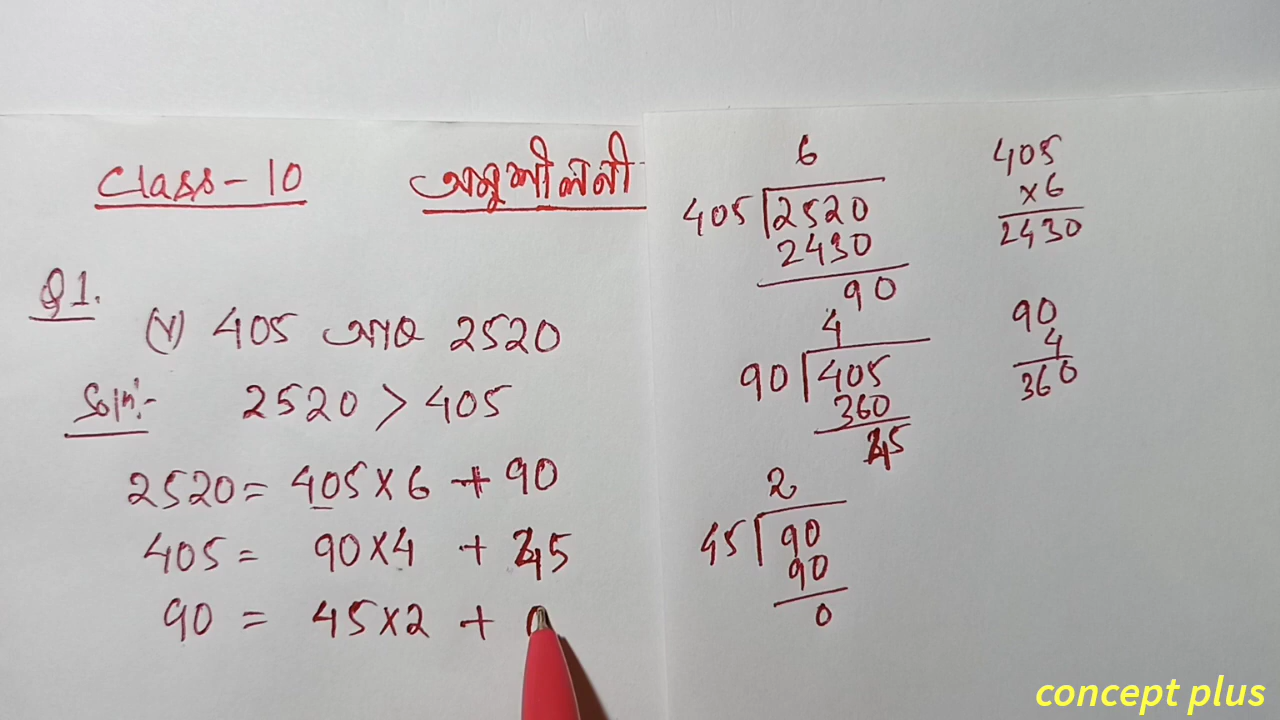 Class - 10 অনুশীলনী
Q1.
(v) 405 আৰু 2520
Soln:-
2520 > 405
2520 = 405 × 6 + 90
405 = 90 × 4 + 45
90 = 45 × 2 + 0
6
405 2520
2430
90
4
90 405
360
45
2
45 90
90
0
405
×6
2430
90
4
360
concept plus